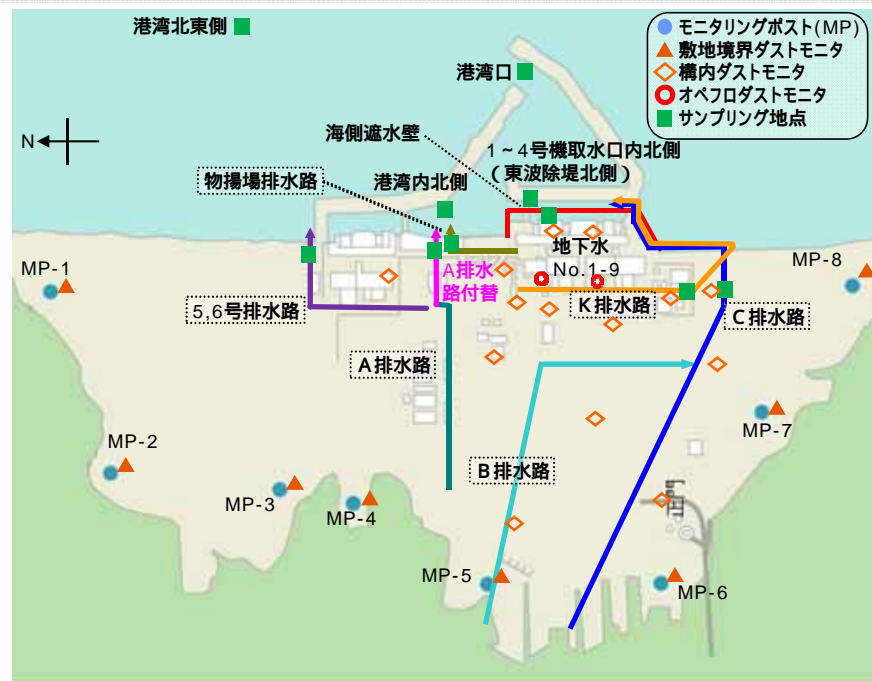 港湾北東側
モニタリングポスト(MP)
敷地境界ダストモニタ
構内ダストモニタ
オペフロダストモニタ
サンプリング地点
港湾口
N
海側遮水壁
1～4号機取水口内北側
（東波除堤北側）
物揚場排水路
港湾内北側
地下水
No.1-9
MP-1
MP-8
A排水
路付替
5,6号排水路
K排水路
C排水路
A排水路
MP-7
MP-2
B排水路
MP-3
MP-4
正門
MP-5
MP-6